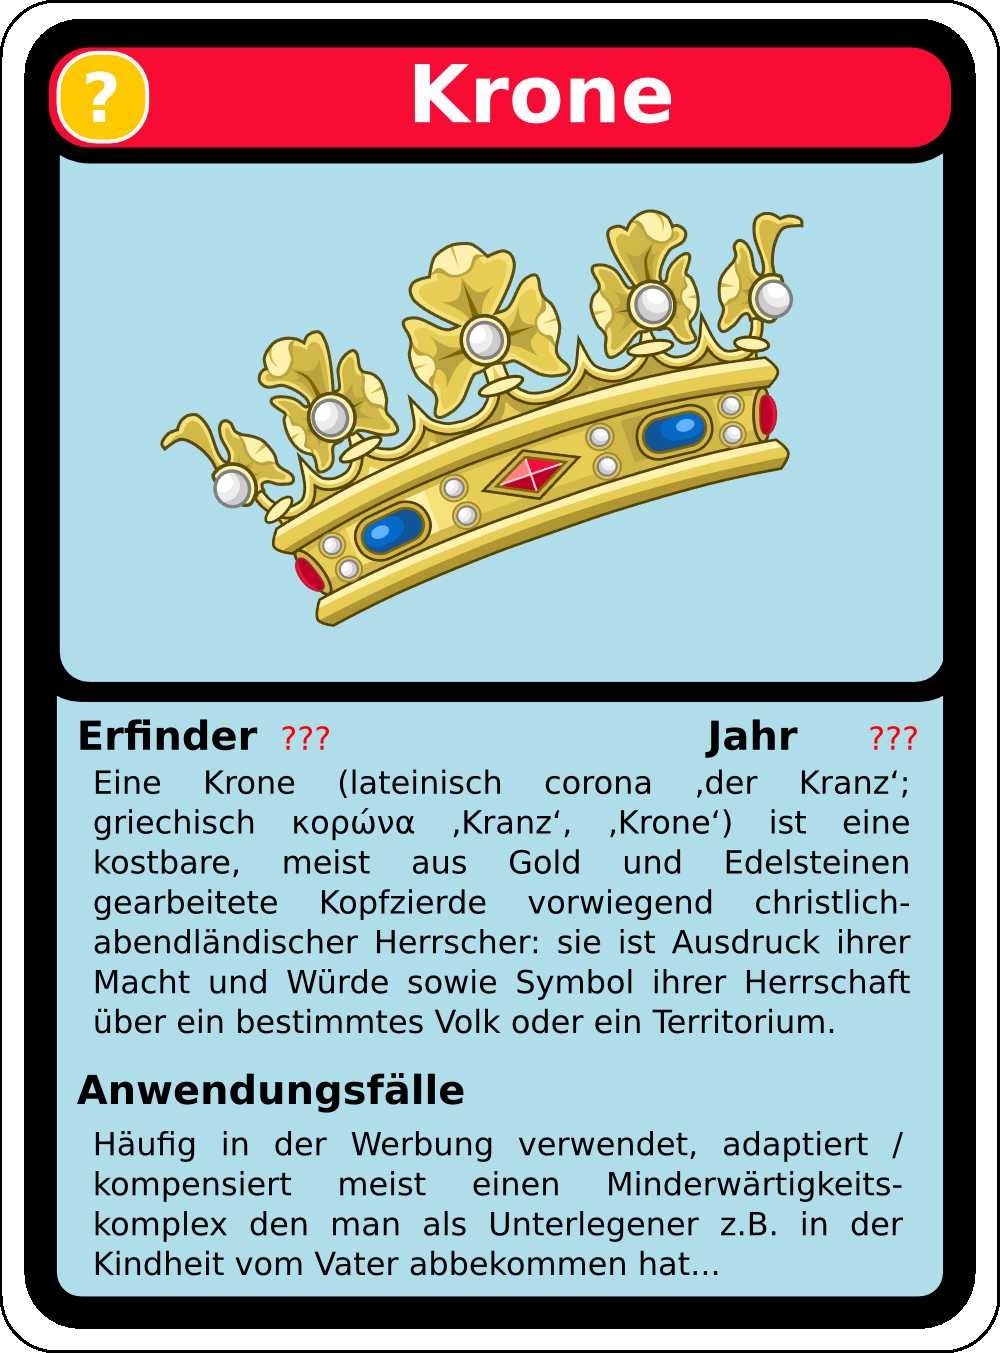 ?
Krone
Erfinder ??? Jahr ???
Eine Krone (lateinisch corona ‚der Kranz‘;
griechisch κορώνα ‚Kranz‘, ‚Krone‘) ist eine
kostbare, meist aus Gold und Edelsteinen
gearbeitete Kopfzierde vorwiegend christlich-
abendländischer Herrscher: sie ist Ausdruck ihrer
Macht und Würde sowie Symbol ihrer Herrschaft
über ein bestimmtes Volk oder ein Territorium.
Anwendungsfälle
Häufig in der Werbung verwendet, adaptiert /
kompensiert meist einen Minderwärtigkeits-
komplex den man als Unterlegener z.B. in der
Kindheit vom Vater abbekommen hat...